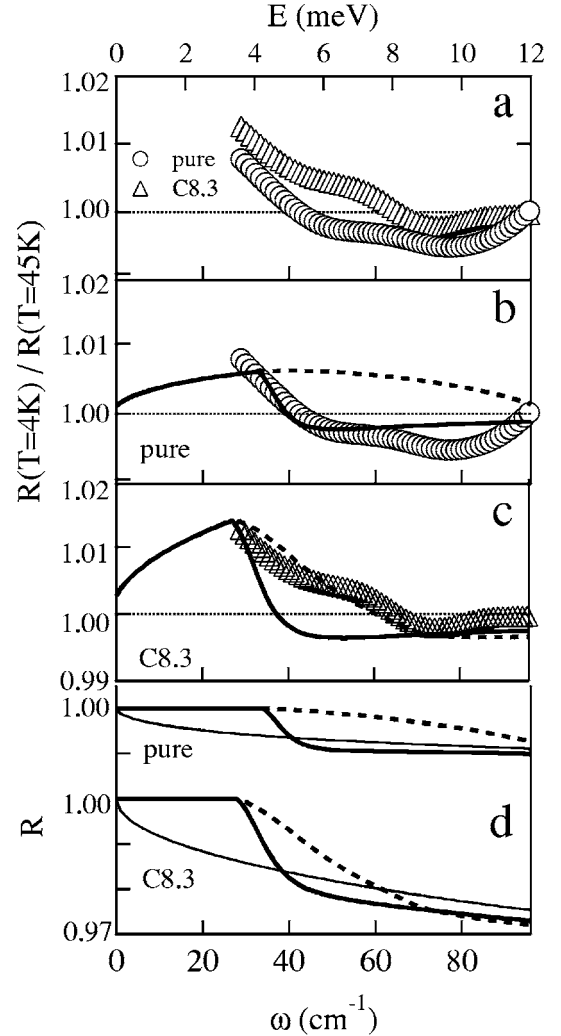 E (meV)
0 2 4 6 8 10 12
1.02
a
1.01
pure
C8.3
1.00
1.02
b
1.01
1.00
pure
1.02
c
1.01
1.00
C8.3
0.99
R(T=4K) / R(T=45K)
1.00
pure
1.00
d
C8.3
0.97
R
0 20 40 60 80
ω (cm⁻¹)